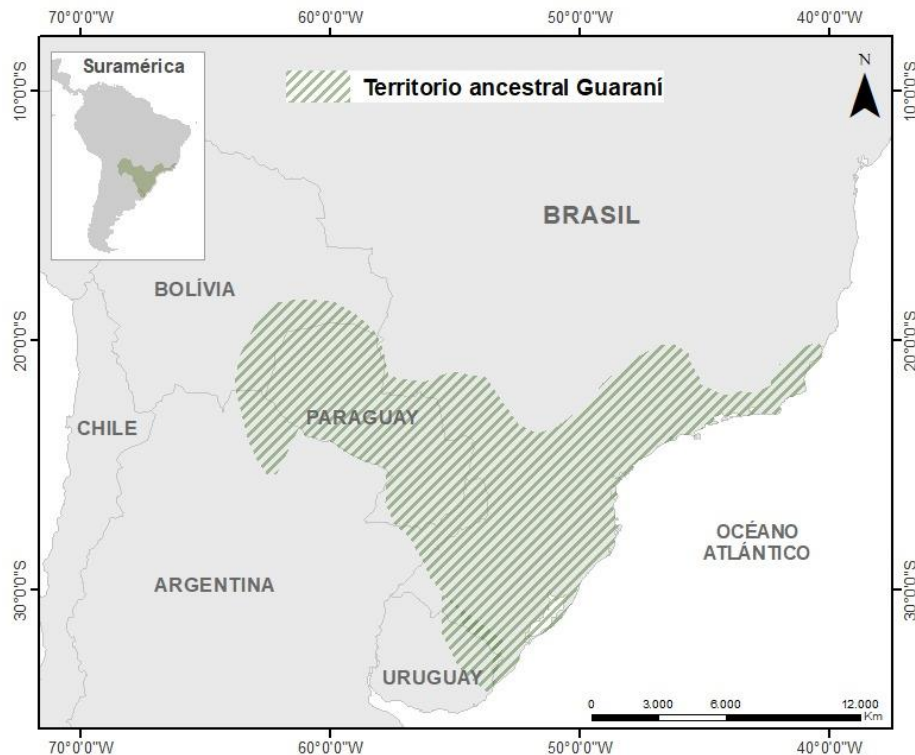 70°0'0"W 60°0'0"W 50°0'0"W 40°0'0"W
Suramérica
Territorio ancestral Guaraní
N
10°0'0"S 10°0'0"S
BRASIL
BOLÍVIA
20°0'0"S 20°0'0"S
PARAGUAY
CHILE
OCÉANO
ATLÁNTICO
ARGENTINA
30°0'0"S 30°0'0"S
URUGUAY
0 3.000 6.000 12.000
Km
70°0'0"W 60°0'0"W 50°0'0"W 40°0'0"W